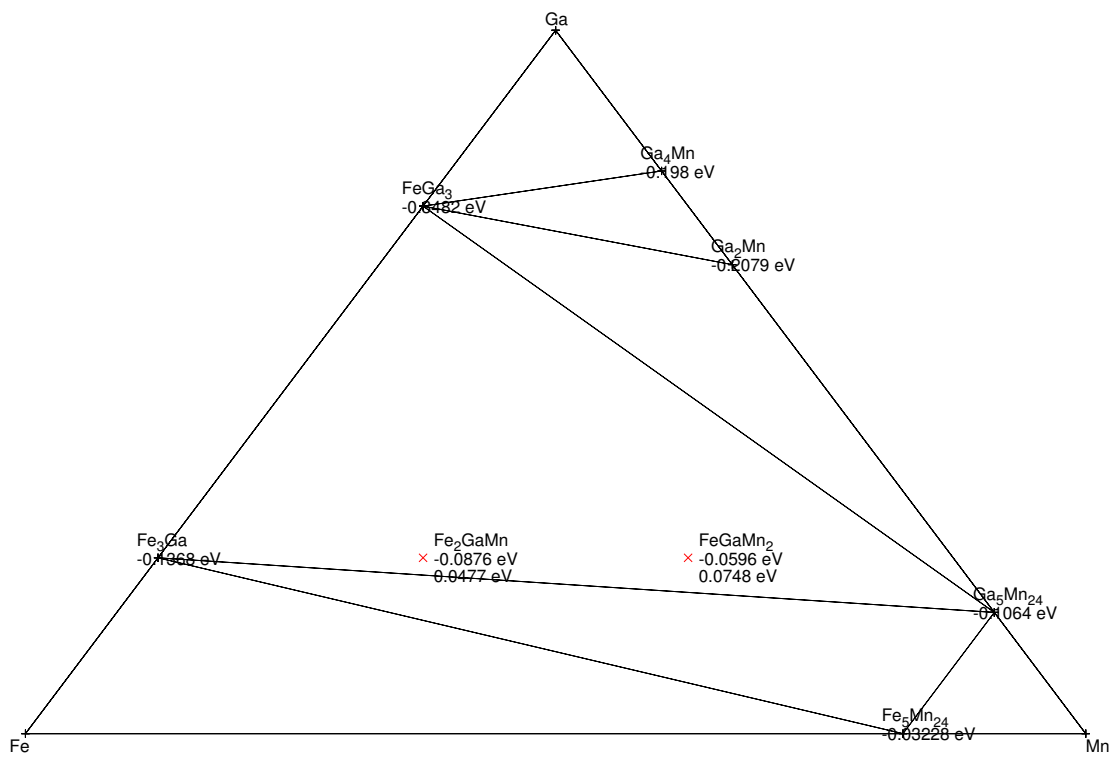 Ga
Ga4Mn
-0.198 eV
FeGa3
eV
Ga2Mn
-0.2079 eV
Fe3Ga
-0.1368 eV
Fe2GaMn
-0.0876 eV
0.0477 eV
FeGaMn2
-0.0596 eV
0.0748 eV
Ga5Mn24
-0.1064 eV
Fe5Mn24
-0.03228 eV
Fe
Mn